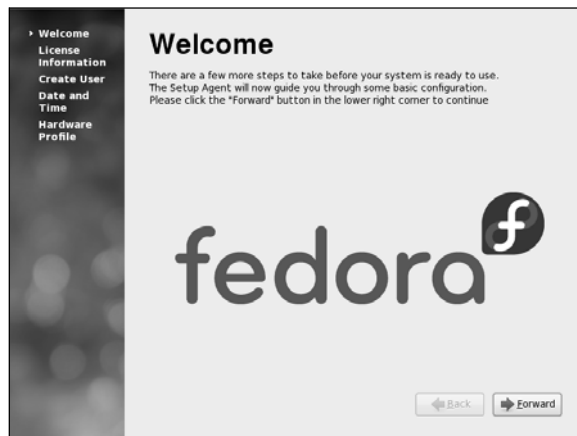 Welcome
License
Information
Create User
Date and
Time
Hardware
Profile
Welcome
There are a few more steps to take before your system is ready to use.
The Setup Agent will now guide you through some basic configuration.
Please click the "Forward" button in the lower right corner to continue
fedora
Back
Forward